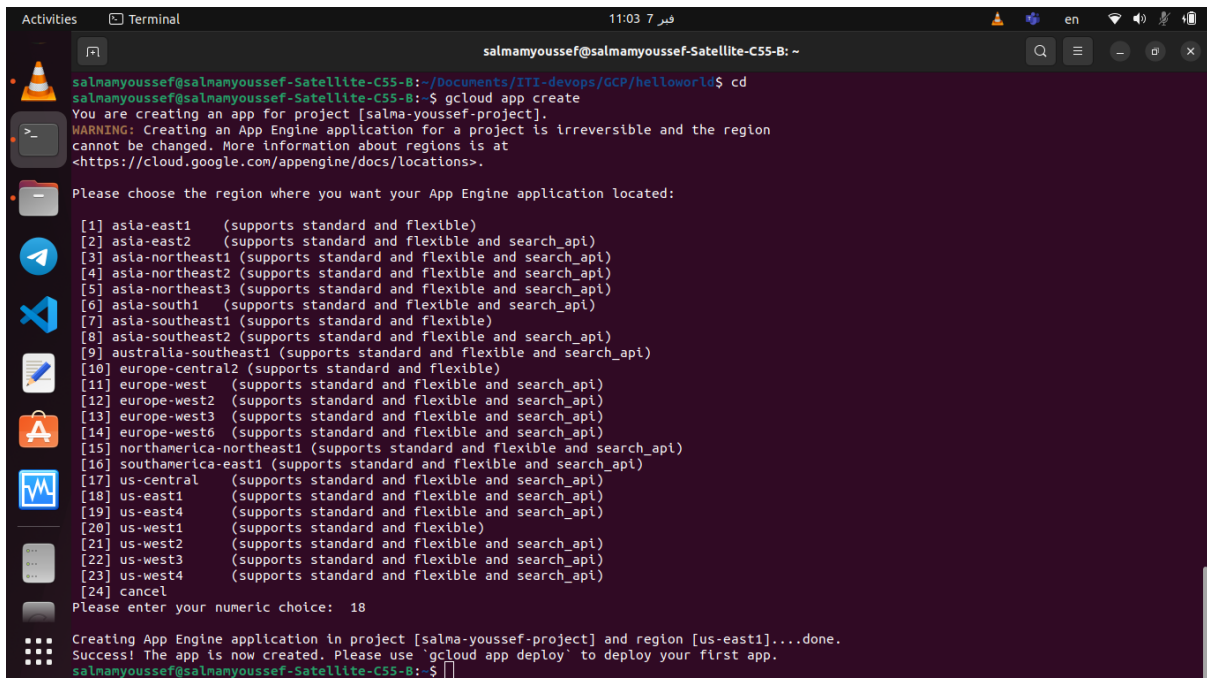 Activities
Terminal
11:03 7 فبر
en
salmamyoussef@salmamyoussef-Satellite-C55-B: ~
salmamyoussef@salmamyoussef-Satellite-C55-B:~/Documents/ITI-devops/GCP/helloworld$ cd
salmamyoussef@salmamyoussef-Satellite-C55-B:~$ gcloud app create
You are creating an app for project [salma-youssef-project].
WARNING: Creating an App Engine application for a project is irreversible and the region
cannot be changed. More information about regions is at
<https://cloud.google.com/appengine/docs/locations>.
Please choose the region where you want your App Engine application located:
[1] asia-east1    (supports standard and flexible)
[2] asia-east2    (supports standard and flexible and search_api)
[3] asia-northeast1 (supports standard and flexible and search_api)
[4] asia-northeast2 (supports standard and flexible and search_api)
[5] asia-northeast3 (supports standard and flexible and search_api)
[6] asia-south1   (supports standard and flexible and search_api)
[7] asia-southeast1 (supports standard and flexible)
[8] asia-southeast2 (supports standard and flexible and search_api)
[9] australia-southeast1 (supports standard and flexible and search_api)
[10] europe-central2 (supports standard and flexible)
[11] europe-west   (supports standard and flexible and search_api)
[12] europe-west2  (supports standard and flexible and search_api)
[13] europe-west3  (supports standard and flexible and search_api)
[14] europe-west6  (supports standard and flexible and search_api)
[15] northamerica-northeast1 (supports standard and flexible and search_api)
[16] southamerica-east1 (supports standard and flexible and search_api)
[17] us-central    (supports standard and flexible and search_api)
[18] us-east1      (supports standard and flexible and search_api)
[19] us-east4      (supports standard and flexible and search_api)
[20] us-west1      (supports standard and flexible)
[21] us-west2      (supports standard and flexible and search_api)
[22] us-west3      (supports standard and flexible and search_api)
[23] us-west4      (supports standard and flexible and search_api)
[24] cancel
Please enter your numeric choice:  18
Creating App Engine application in project [salma-youssef-project] and region [us-east1]....done.
Success! The app is now created. Please use `gcloud app deploy` to deploy your first app.
salmamyoussef@salmamyoussef-Satellite-C55-B:~$